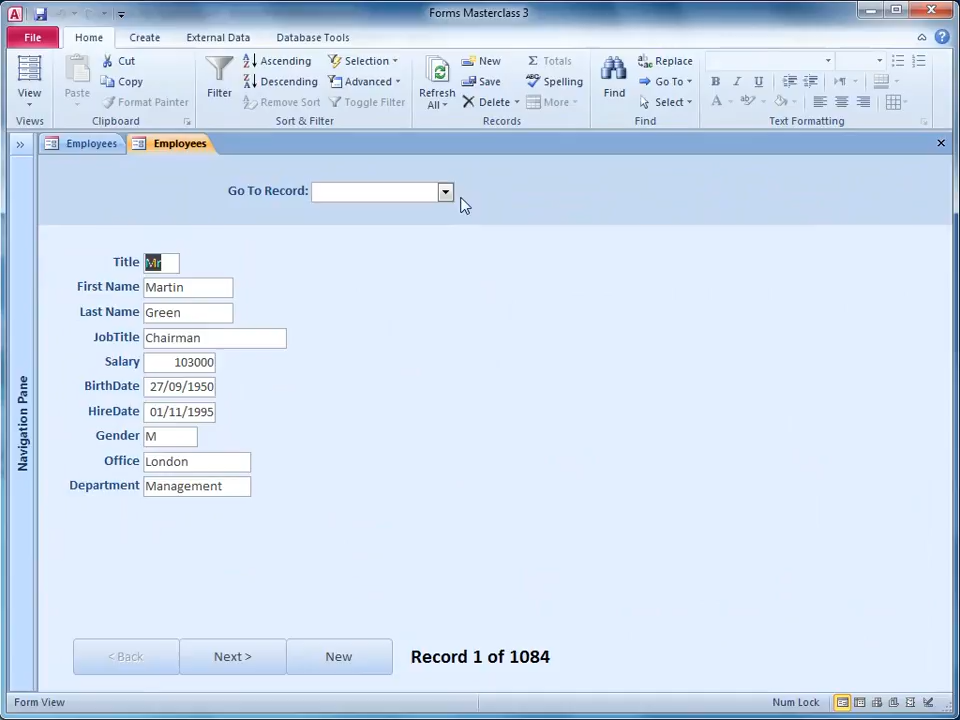 A Forms Masterclass 3
File Home Create External Data Database Tools
View Paste Cut Copy Format Painter
Filter Ascending Descending Remove Sort Selection Advanced Toggle Filter
Refresh All New Save Delete Totals Spelling More
Find Replace Go To Select
B I U A
Views Clipboard Sort & Filter Records Find Text Formatting
Employees Employees
Go To Record:
Title Mr
First Name Martin
Last Name Green
JobTitle Chairman
Salary 103000
BirthDate 27/09/1950
HireDate 01/11/1995
Gender M
Office London
Department Management
Navigation Pane
< Back Next > New Record 1 of 1084
Form View Num Lock